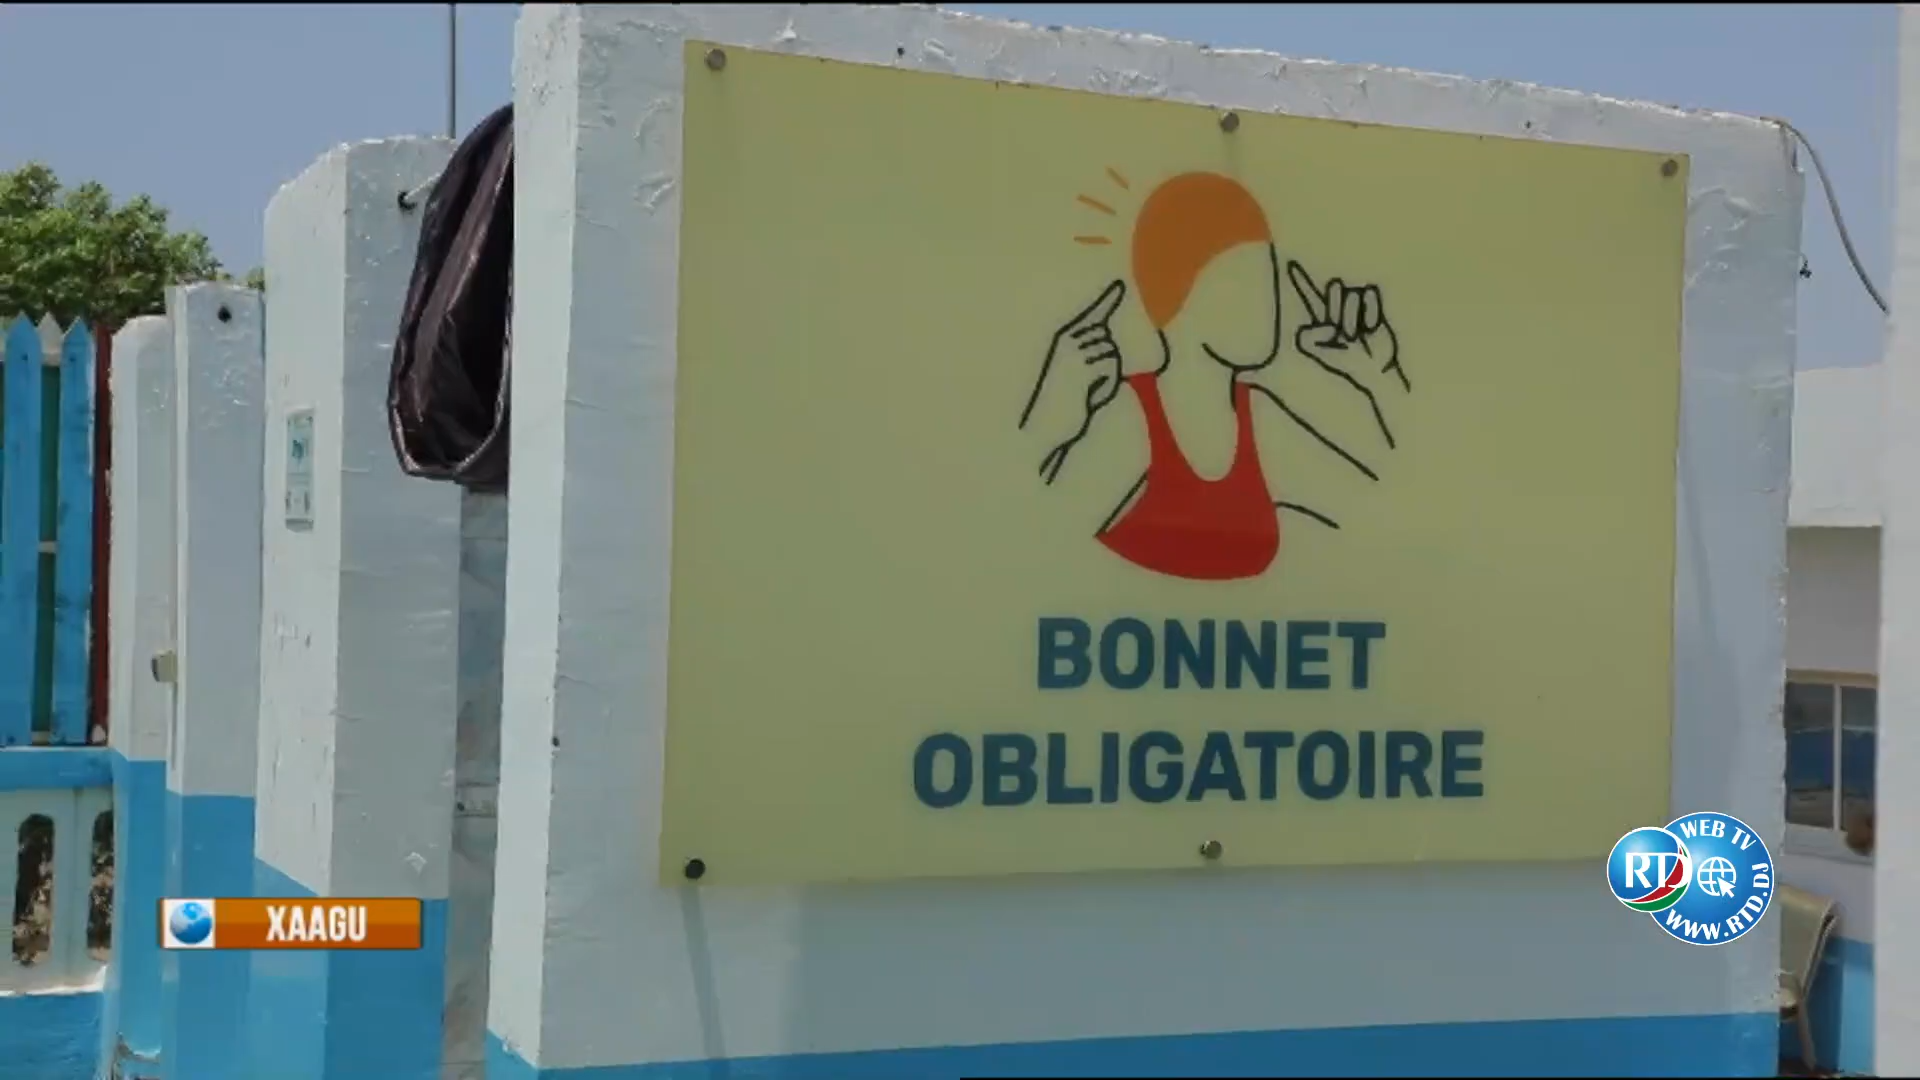 BONNET
OBLIGATOIRE
XAAGU
WEB TV
RTD
WWW.RTD.DJ